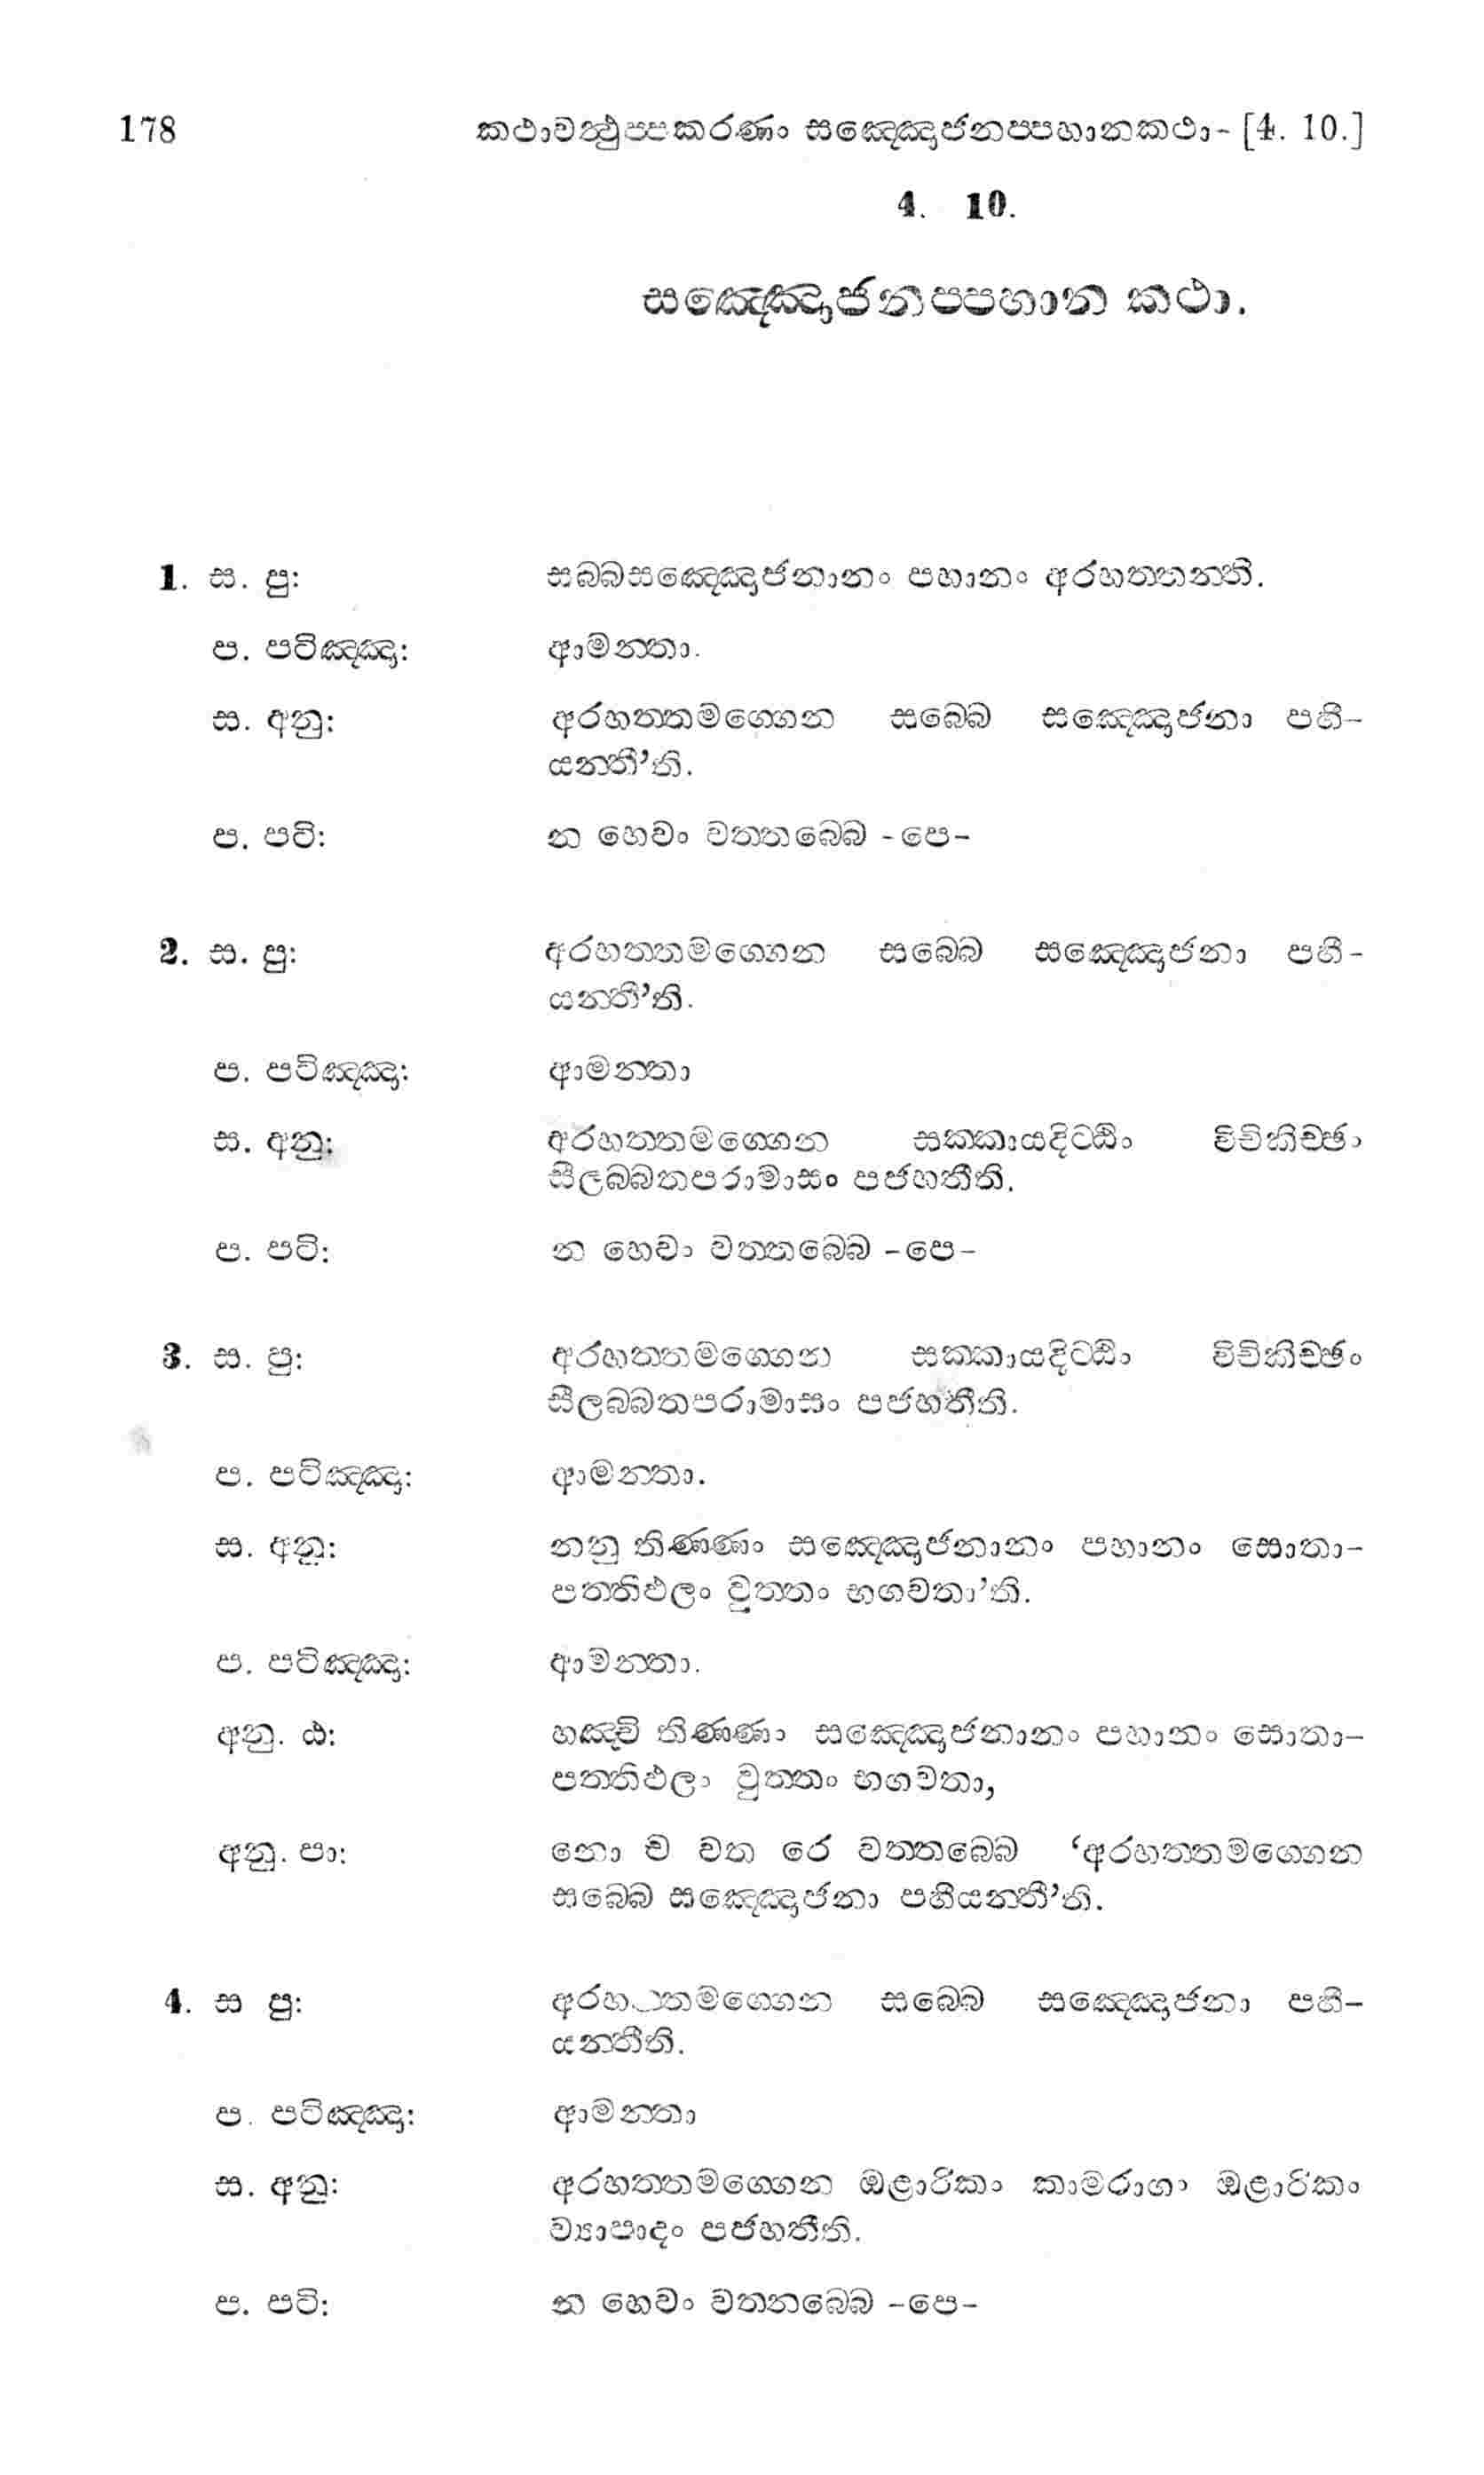 178 කථාවත්‍ථුප්පකරණං සඤ්ඤොජනප්පහානකථා- [4. 10.]
4. 10.
සඤ්ඤොජනප්පහාන කථා.
1. ස. පු: සබ්බසඤ්ඤොජනානං පහානං අරහත්තන්ති.
ප. පටිඤ්ඤා: ආමන්තා.
ස. අනු: අරහත්තමග්ගෙන සබ්බෙ සඤ්ඤොජනා පහී-
යන්තී’ති.
ප. පටි: න හෙවං වත්තබ්බෙ -පෙ-
2. ස. පු: අරහත්තමග්ගෙන සබ්බෙ සඤ්ඤොජනා පහී-
යන්තී’ති.
ප. පටිඤ්ඤා: ආමන්තා
ස. අනු: අරහත්තමග්ගෙන සක්කායදිට්ඨිං විචිකිච්ඡං
සීලබ්බතපරාමාසං පජහතීති.
ප. පටි: න හෙවං වත්තබ්බෙ -පෙ-
3. ස. පු: අරහත්තමග්ගෙන සක්කායදිට්ඨිං විචිකිච්ඡං
සීලබ්බතපරාමාසං පජහතීති.
ප. පටිඤ්ඤා: ආමන්තා.
ස. අනු: නනු තිණ්ණං සඤ්ඤොජනානං පහානං සොතා-
පත්තිඵලං වුත්තං භගවතා’ති.
ප. පටිඤ්ඤා: ආමන්තා.
අනු. ඨ: හඤ්චි තිණ්ණං සඤ්ඤොජනානං පහානං සොතා-
පත්තිඵලං වුත්තං භගවතා,
අනු. පා: නො ච වත රෙ වත්තබ්බෙ ‘අරහත්තමග්ගෙන
සබ්බෙ සඤ්ඤොජනා පහීයන්තී’ති.
4. ස පු: අරහත්තමග්ගෙන සබ්බෙ සඤ්ඤොජනා පහී-
යන්තීති.
ප. පටිඤ්ඤා: ආමන්තා
ස. අනු: අරහත්තමග්ගෙන ඔළාරිකං කාමරාගං ඔළාරිකං
ව්‍යාපාදං පජහතීති.
ප. පටි: න හෙවං වත්තබ්බෙ -පෙ-